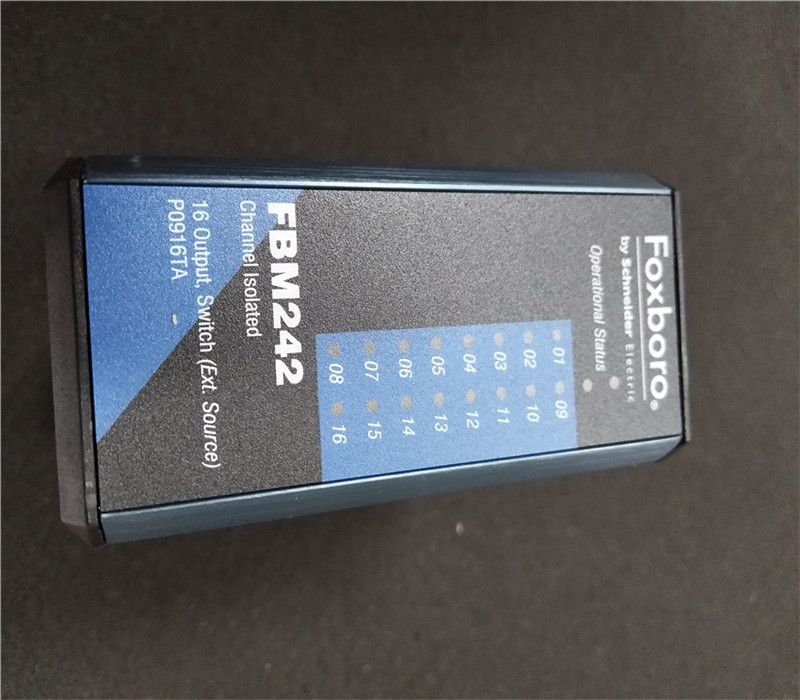 Foxboro®
by Schneider Electric
Operational Status
01 09
02 10
03 11
04 12
05 13
06 14
07 15
08 16
FBM242
Channel Isolated
16 Output, Switch (Ext. Source)
P0916TA